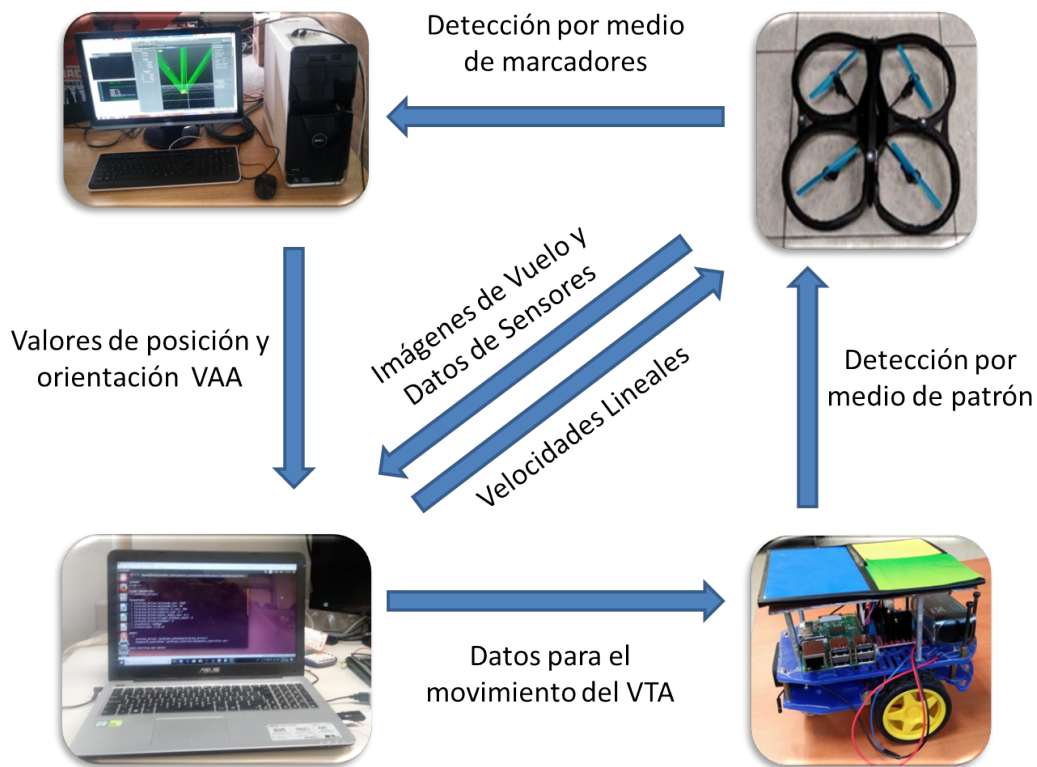 Detección por medio
de marcadores
Imágenes de Vuelo y
Datos de Sensores
Velocidades Lineales
Valores de posición y
orientación VAA
Detección por
medio de patrón
Datos para el
movimiento del VTA